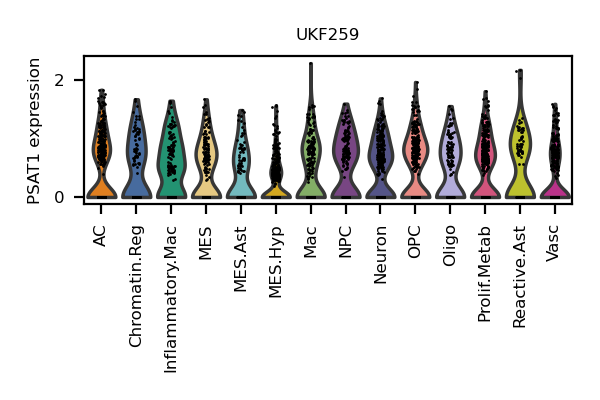 UKF259
PSAT1 expression
2
0
AC
Chromatin.Reg
Inflammatory.Mac
MES
MES.Ast
MES.Hyp
Mac
NPC
Neuron
OPC
Oligo
Prolif.Metab
Reactive.Ast
Vasc